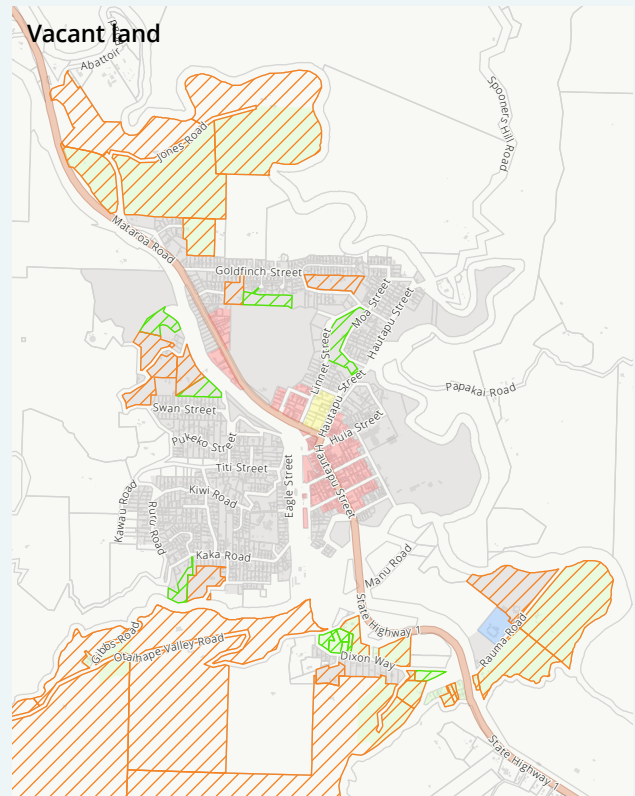 Vacant land
Abattoir
Spooners Hill Road
Jones Road
Mataroa Road
Goldfinch Street
Moa Street
Hautapu Street
Linnet Street
Papakai Road
Hautapu Street
Swan Street
Huia Street
Pukeko Street
Titi Street
Hautapu Street
Eagle Street
Kiwi Road
Kawau Road
Ruru Road
Kaka Road
Manu Road
State Highway 1
Gibbs Road
Otaihape Valley Road
Rauma Road
Dixon Way
State Highway 1